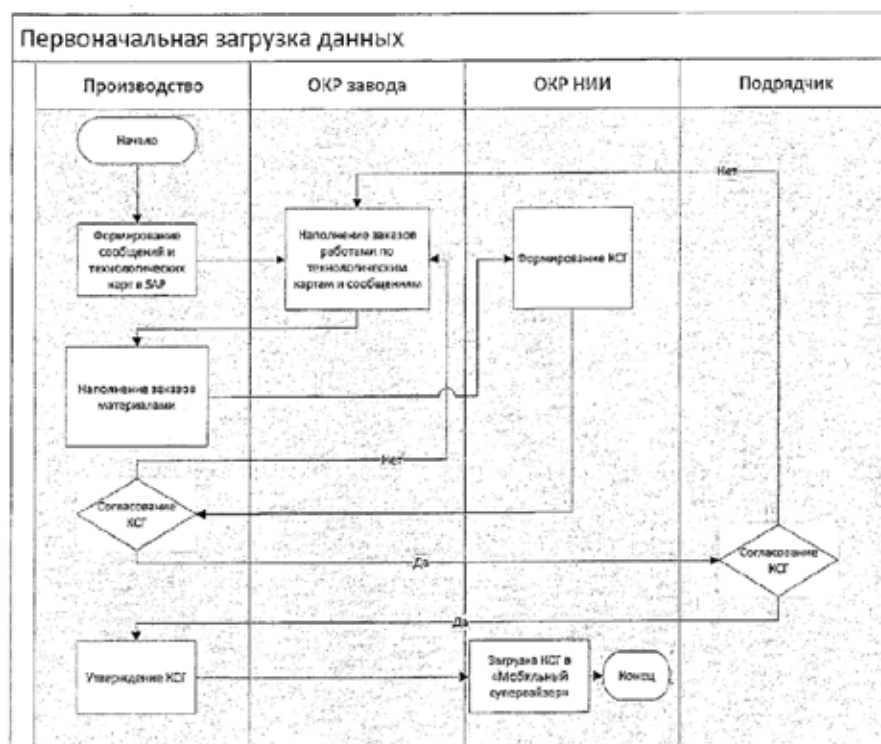 Первоначальная загрузка данных
Производство
ОКР завода
ОКР НИИ
Подрядчик
Начало
Нет
Формирование
сообщений и
технологических
карт в SAP
Наполнение заказов
работами по
технологическим
картам и сообщениям
Формирование КСГ
Наполнение заказов
материалами
Нет
Согласование
КСГ
Согласование
КСГ
Да
Да
Утверждение КСГ
Загрузка КСГ в
«Мобильный
супервайзер»
Конец